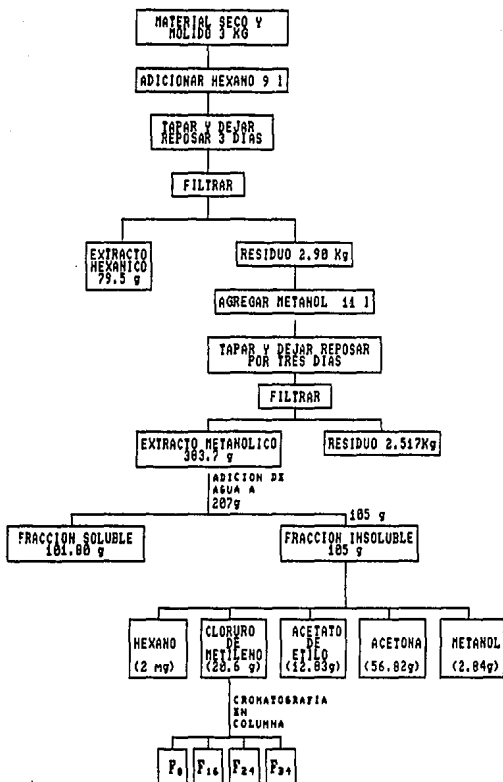 MATERIAL SECO Y
MOLIDO 3 KG
ADICIONAR HEXANO 9 l
TAPAR Y DEJAR
REPOSAR 3 DIAS
FILTRAR
EXTRACTO
HEXANICO
79.5 g
RESIDUO 2.90 Kg
AGREGAR METANOL 11 l
TAPAR Y DEJAR REPOSAR
POR TRES DIAS
FILTRAR
EXTRACTO METANOLICO
383.7 g
RESIDUO 2.517Kg
ADICION DE
AGUA A
207g
105 g
FRACCION SOLUBLE
101.80 g
FRACCION INSOLUBLE
105 g
HEXANO
(2 mg)
CLORURO
DE
METILENO
(20.6 g)
ACETATO
DE
ETILO
(12.83g)
ACETONA
(56.82g)
METANOL
(2.84g)
CROMATOGRAFIA
EN
COLUMNA
F8 F16 F24 F34